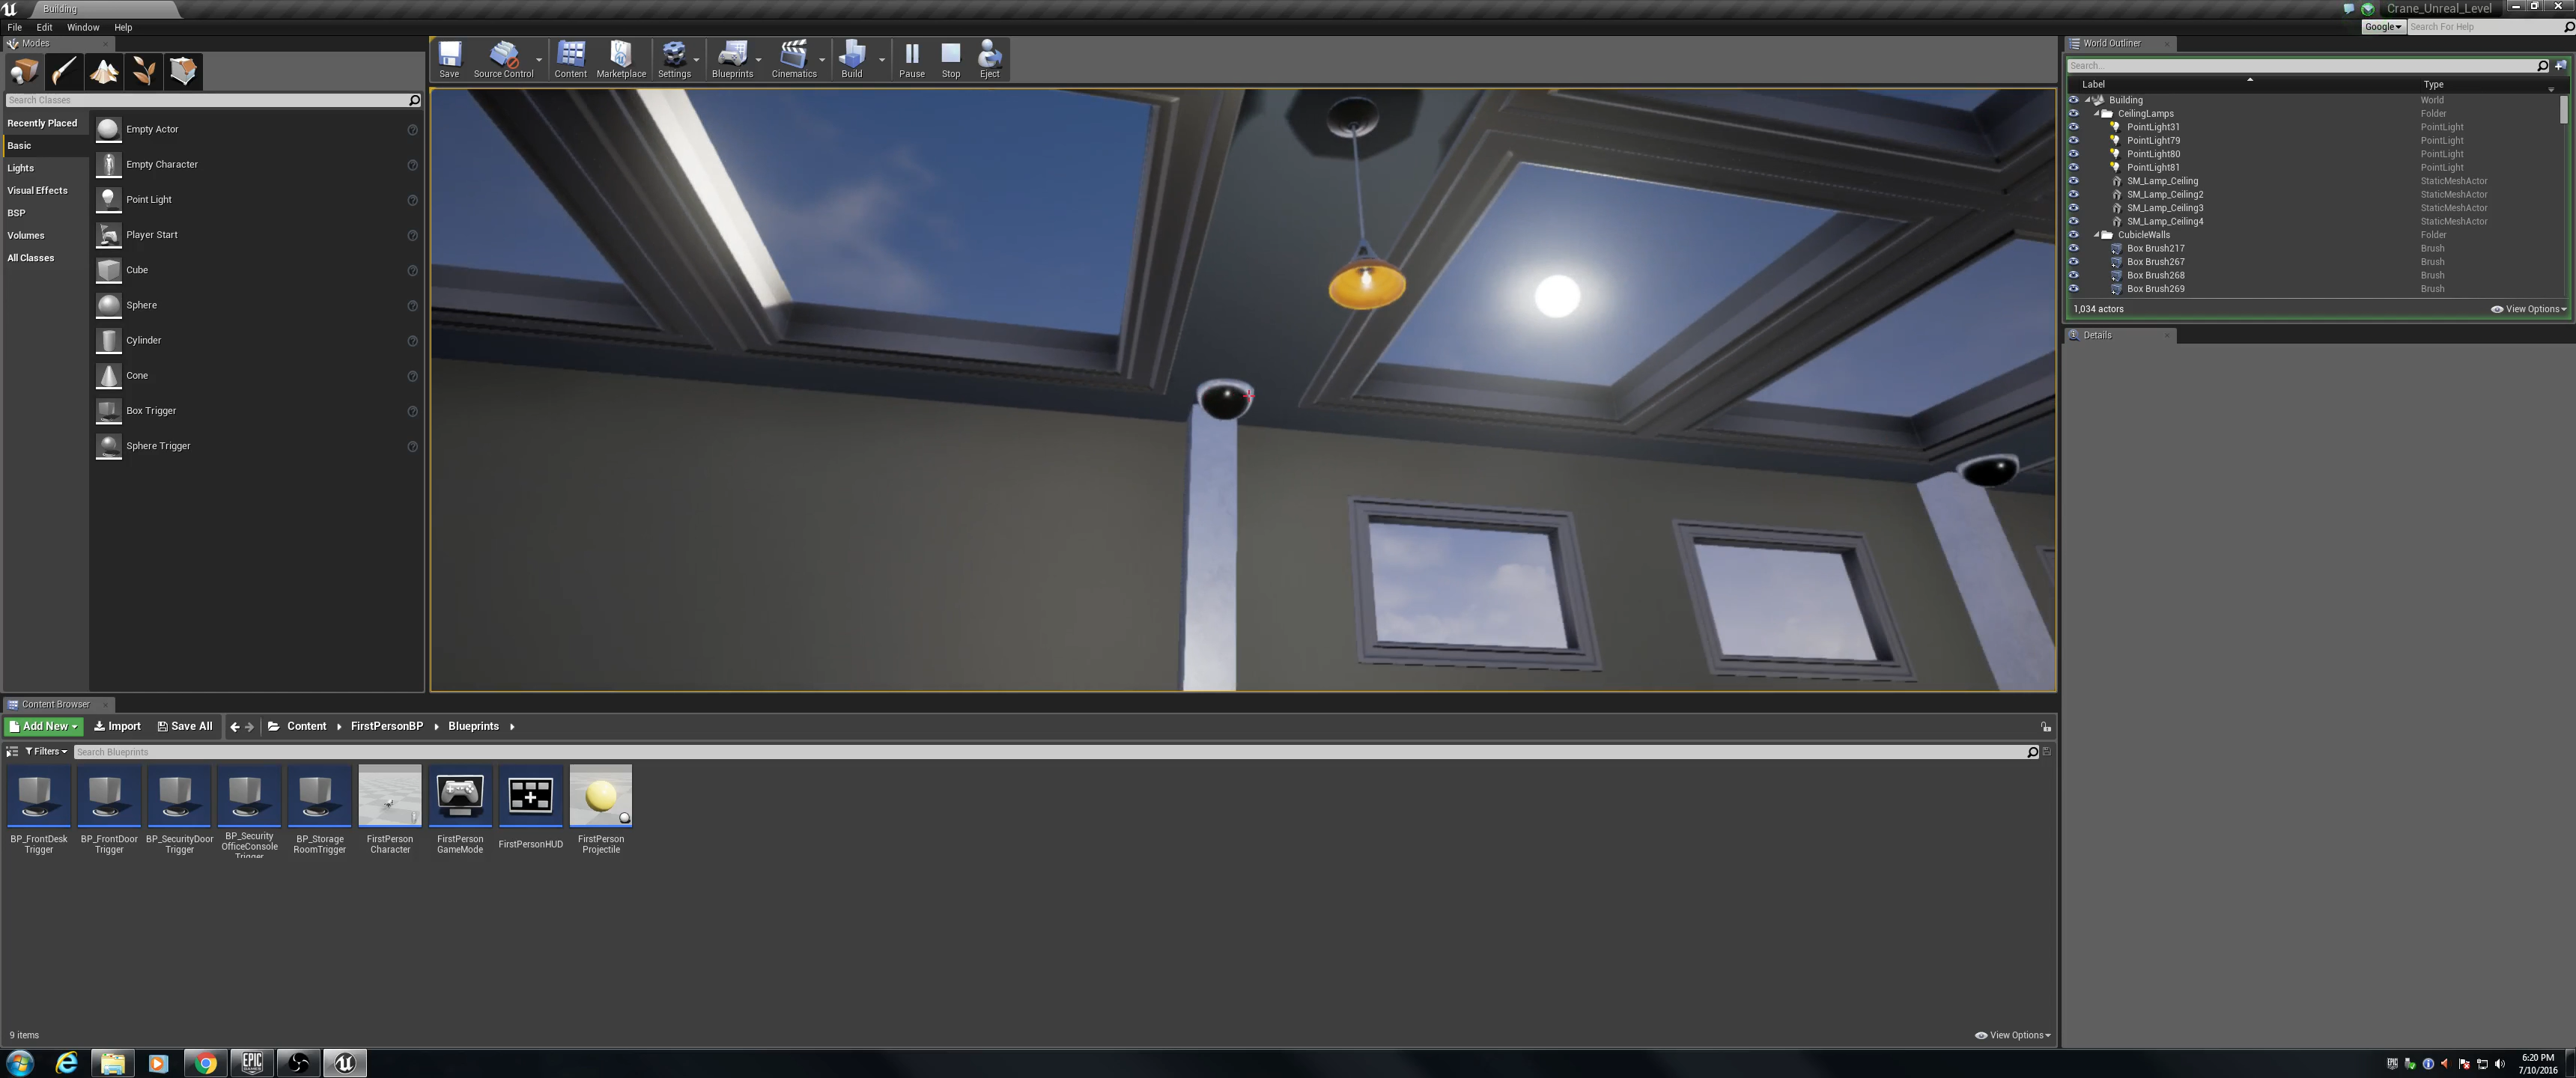 Building
Crane_Unreal_Level
File Edit Window Help
Google
Search For Help
Modes
Save
Source Control
Content
Marketplace
Settings
Blueprints
Cinematics
Build
Pause
Stop
Eject
Search Classes
Recently Placed
Basic
Lights
Visual Effects
BSP
Volumes
All Classes
Empty Actor
Empty Character
Point Light
Player Start
Cube
Sphere
Cylinder
Cone
Box Trigger
Sphere Trigger
World Outliner
Search...
Label Type
Building World
CeilingLamps Folder
PointLight31 PointLight
PointLight79 PointLight
PointLight80 PointLight
PointLight81 PointLight
SM_Lamp_Ceiling StaticMeshActor
SM_Lamp_Ceiling2 StaticMeshActor
SM_Lamp_Ceiling3 StaticMeshActor
SM_Lamp_Ceiling4 StaticMeshActor
CubicleWalls Folder
Box Brush217 Brush
Box Brush267 Brush
Box Brush268 Brush
Box Brush269 Brush
1,034 actors
View Options
Details
Content Browser
Add New Import Save All Content FirstPersonBP Blueprints
Filters Search Blueprints
BP_FrontDesk
Trigger
BP_FrontDoor
Trigger
BP_SecurityDoor
Trigger
BP_Security
OfficeConsole
Trigger
BP_Storage
RoomTrigger
FirstPerson
Character
FirstPerson
GameMode
FirstPersonHUD
FirstPerson
Projectile
9 items
View Options
EPIC
GAMES
6:20 PM
7/10/2016